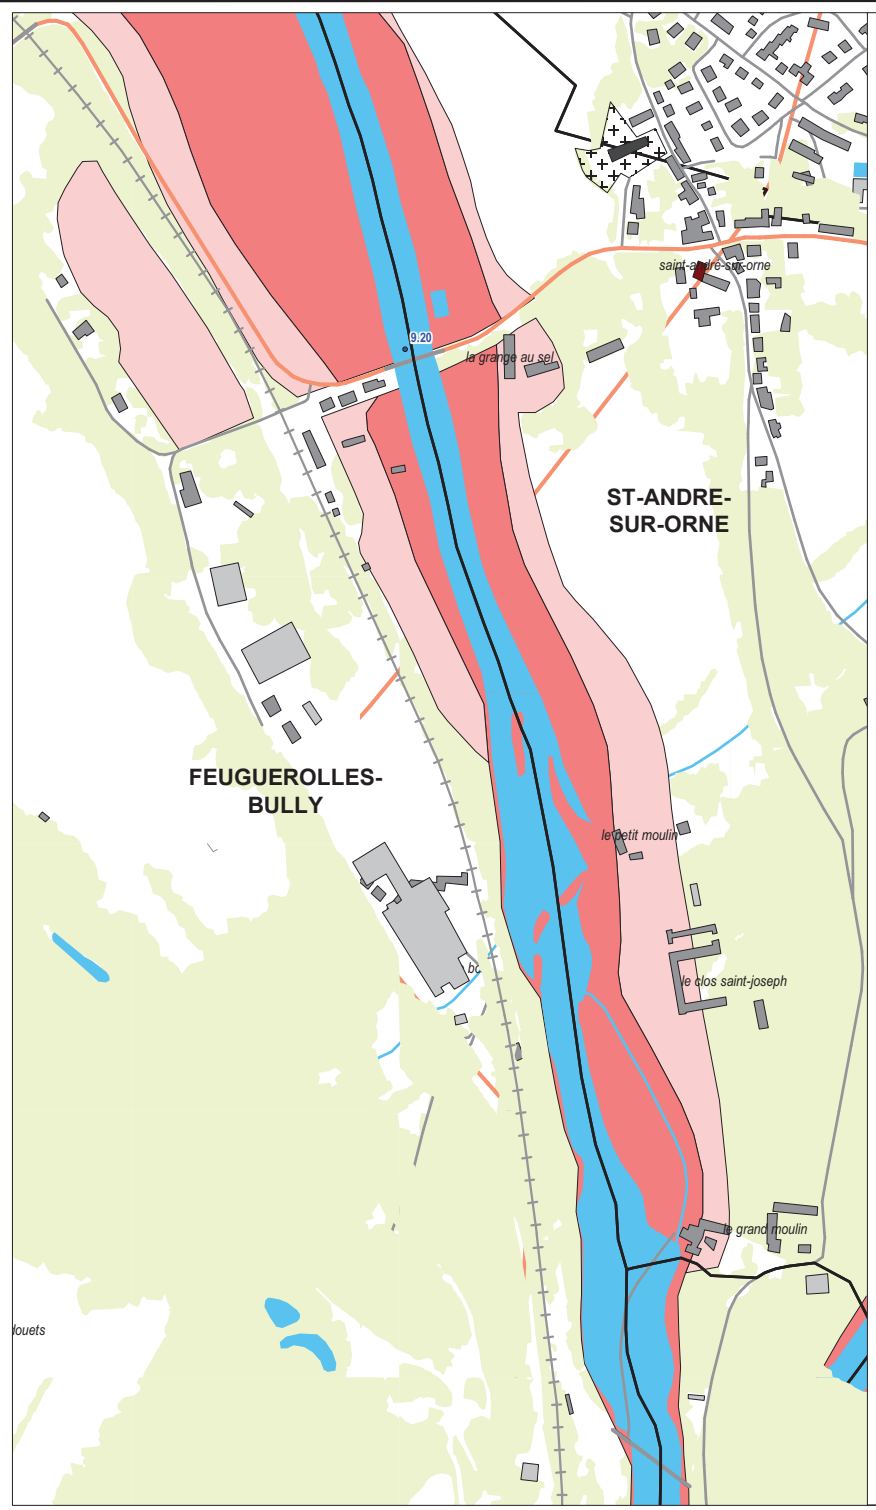 saint-andré-sur-orne
9.20
la grange au sel
ST-ANDRE-
SUR-ORNE
FEUGUEROLLES-
BULLY
le petit moulin
le clos saint-joseph
le grand moulin